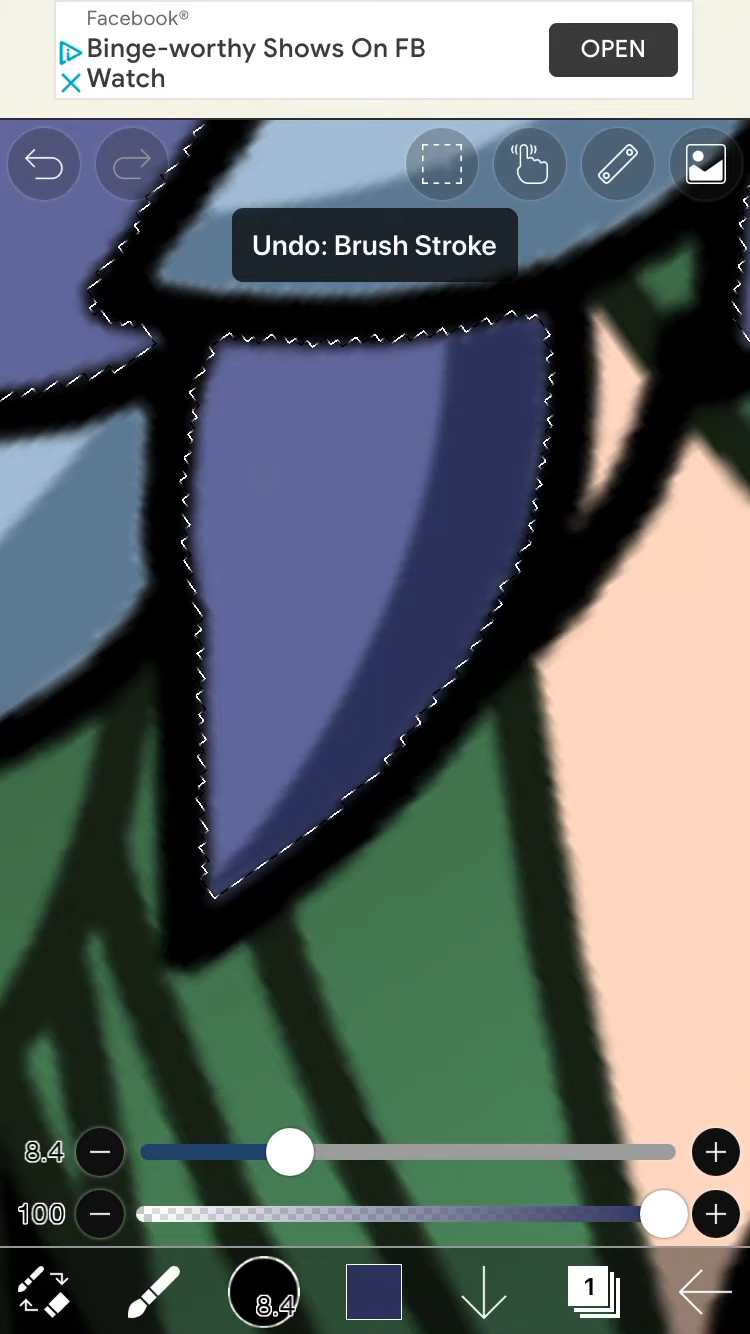 Facebook®
Binge-worthy Shows On FB
Watch
OPEN
Undo: Brush Stroke
8.4
100
8.4
1